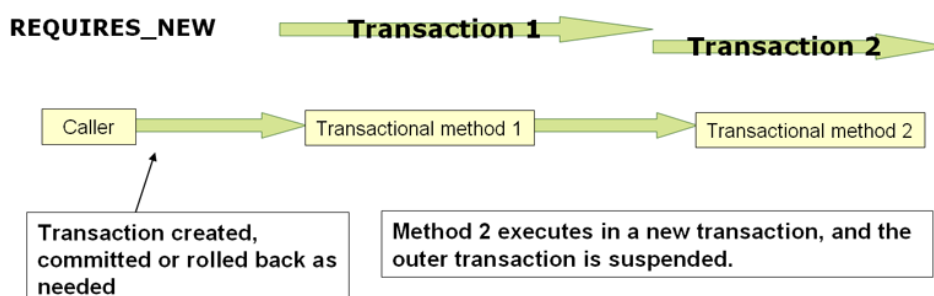 REQUIRES_NEW
Transaction 1
Transaction 2
Caller
Transactional method 1
Transactional method 2
Transaction created,
committed or rolled back as
needed
Method 2 executes in a new transaction, and the
outer transaction is suspended.